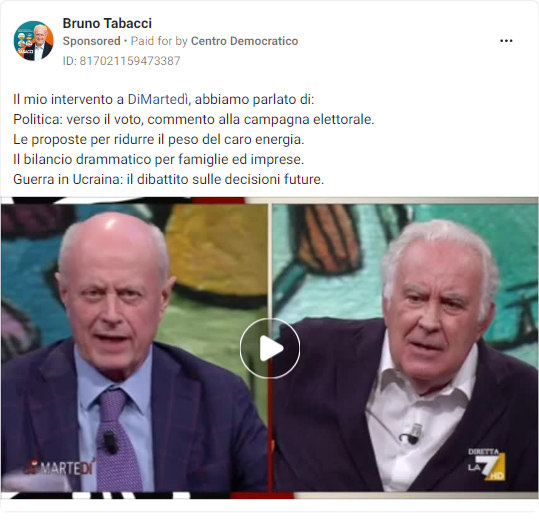 Bruno Tabacci
Sponsored • Paid for by Centro Democratico
ID: 817021159473387
Il mio intervento a DiMartedì, abbiamo parlato di:
Politica: verso il voto, commento alla campagna elettorale.
Le proposte per ridurre il peso del caro energia.
Il bilancio drammatico per famiglie ed imprese.
Guerra in Ucraina: il dibattito sulle decisioni future.
DIMARTEDÌ
DIRETTA
LA 7 HD